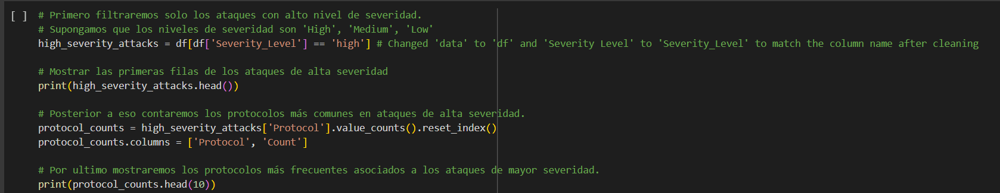 [ ] # Primero filtraremos solo los ataques con alto nivel de severidad.
# Supongamos que los niveles de severidad son 'High', 'Medium', 'Low'
high_severity_attacks = df[df['Severity_Level'] == 'high'] # Changed 'data' to 'df' and 'Severity Level' to 'Severity_Level' to match the column name after cleaning
# Mostrar las primeras filas de los ataques de alta severidad
print(high_severity_attacks.head())
# Posterior a eso contaremos los protocolos más comunes en ataques de alta severidad.
protocol_counts = high_severity_attacks['Protocol'].value_counts().reset_index()
protocol_counts.columns = ['Protocol', 'Count']
# Por ultimo mostraremos los protocolos más frecuentes asociados a los ataques de mayor severidad.
print(protocol_counts.head(10))